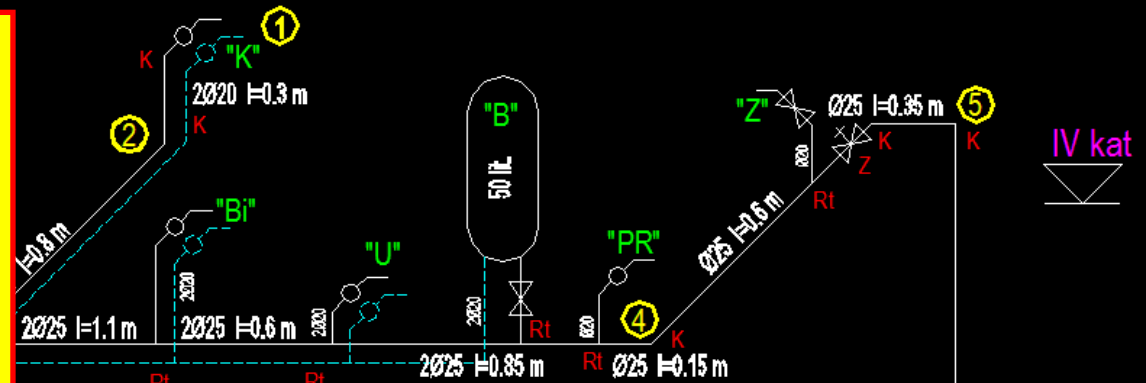 1
K
"K"
2Ø20 l=0.3 m
K
2
"B"
50 lit.
"Z"
Ø25 l=0.35 m
5
K
K
Z
Ø20
Rt
IV kat
l=0.8 m
"Bi"
2Ø20
"U"
2Ø20
2Ø20
"PR"
Ø20
Ø25 l=0.6 m
4
K
2Ø25 l=1.1 m
2Ø25 l=0.6 m
Rt
Rt
2Ø25 l=0.85 m
Ø25 l=0.15 m
Rt
Rt